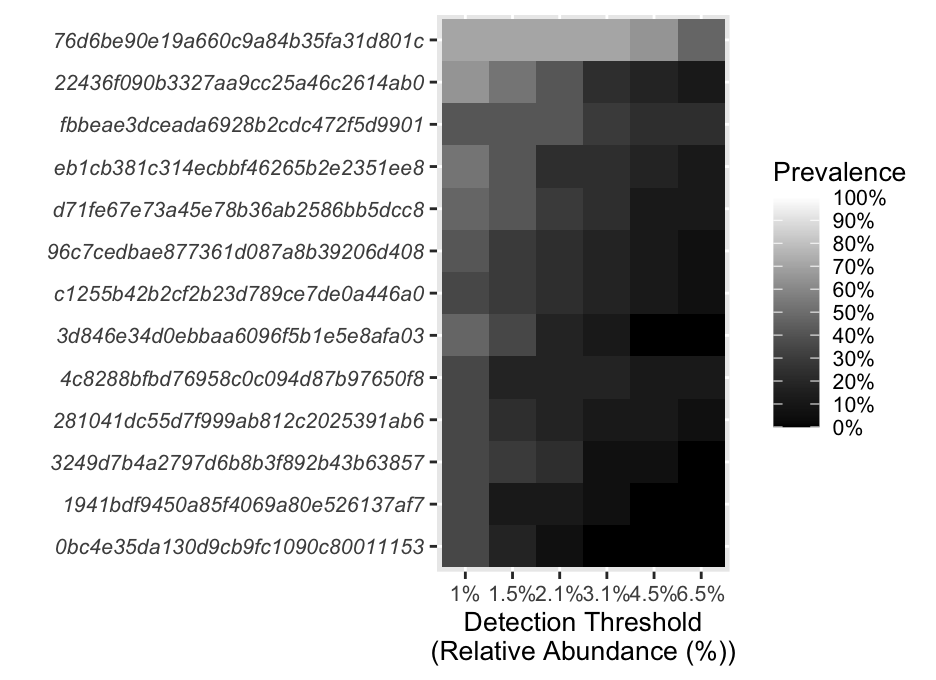 76d6be90e19a660c9a84b35fa31d801c
22436f090b3327aa9cc25a46c2614ab0
fbbeae3dceada6928b2cdc472f5d9901
eb1cb381c314ecbbf46265b2e2351ee8
d71fe67e73a45e78b36ab2586bb5dcc8
96c7cedbae877361d087a8b39206d408
c1255b42b2cf2b23d789ce7de0a446a0
3d846e34d0ebbaa6096f5b1e5e8afa03
4c8288bfbd76958c0c094d87b97650f8
281041dc55d7f999ab812c2025391ab6
3249d7b4a2797d6b8b3f892b43b63857
1941bdf9450a85f4069a80e526137af7
0bc4e35da130d9cb9fc1090c80011153
1% 1.5% 2.1% 3.1% 4.5% 6.5%
Detection Threshold
(Relative Abundance (%))
Prevalence
100%
90%
80%
70%
60%
50%
40%
30%
20%
10%
0%